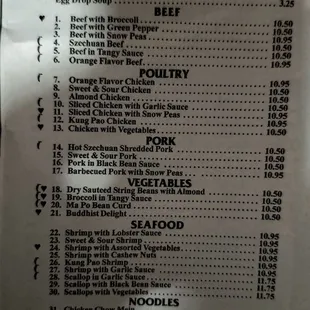 Egg Drop Soup 3.25
BEEF
1. Beef with Broccoli 10.50
2. Beef with Green Pepper 10.50
3. Beef with Snow Peas 10.95
4. Szechuan Beef 10.50
5. Beef in Tangy Sauce 10.50
6. Orange Flavor Beef 10.95
POULTRY
7. Orange Flavor Chicken 10.95
8. Sweet & Sour Chicken 10.50
9. Almond Chicken 10.50
10. Sliced Chicken with Garlic Sauce 10.50
11. Sliced Chicken with Snow Peas 10.95
12. Kung Pao Chicken 10.50
13. Chicken with Vegetables 10.50
PORK
14. Hot Szechuan Shredded Pork 10.50
15. Sweet & Sour Pork 10.50
16. Pork in Black Bean Sauce 10.50
17. Barbecued Pork with Snow Peas 10.95
VEGETABLES
18. Dry Sauteed String Beans with Almond 10.50
19. Broccoli in Tangy Sauce 10.50
20. Ma Po Bean Curd 10.50
21. Buddhist Delight 10.50
SEAFOOD
22. Shrimp with Lobster Sauce 10.95
23. Sweet & Sour Shrimp 10.95
24. Shrimp with Assorted Vegetables 10.95
25. Shrimp with Cashew Nuts 10.95
26. Kung Pao Shrimp 10.95
27. Shrimp with Garlic Sauce 10.95
28. Scallop in Garlic Sauce 11.75
29. Scallop with Black Bean Sauce 11.75
30. Scallops with Vegetables 11.75
NOODLES
31. Chicken Chow Mein